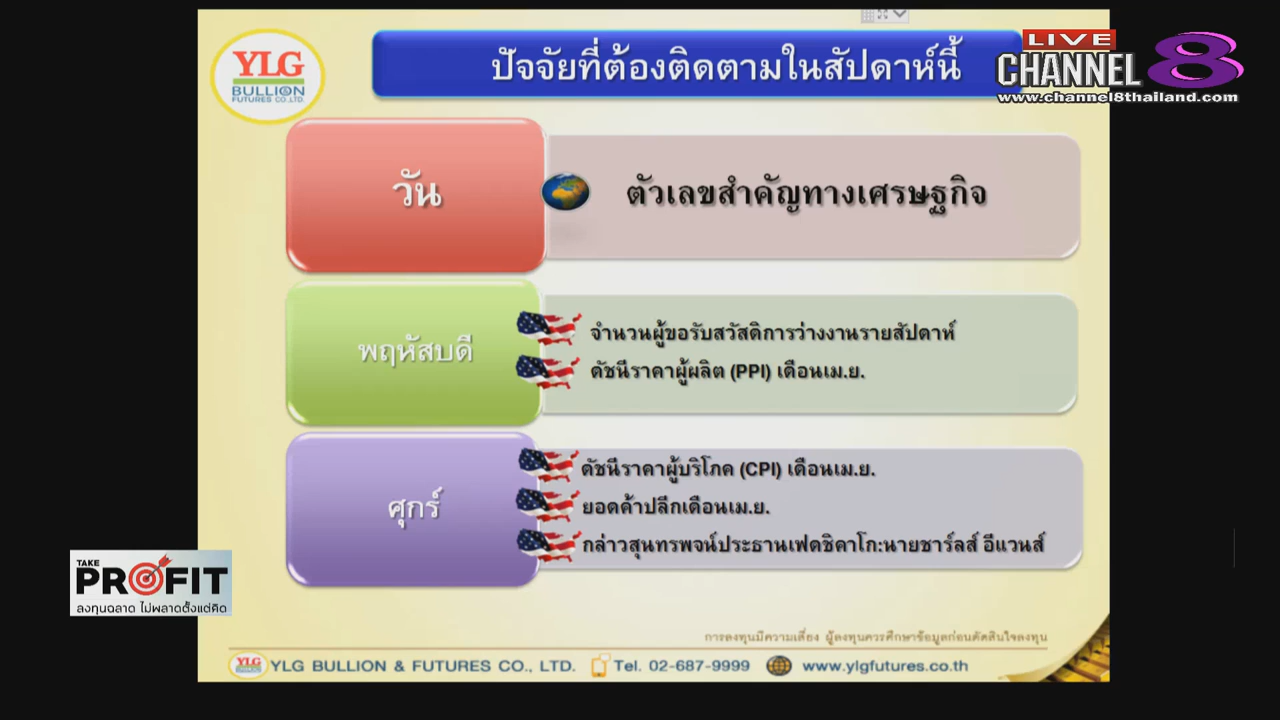 YLG
BULLION
FUTURES CO.,LTD.
ปัจจัยที่ต้องติดตามในสัปดาห์นี้
LIVE
CHANNEL 8
www.channel8thailand.com
วัน
ตัวเลขสำคัญทางเศรษฐกิจ
พฤหัสบดี
จำนวนผู้ขอรับสวัสดิการว่างงานรายสัปดาห์
ดัชนีราคาผู้ผลิต (PPI) เดือนเม.ย.
ศุกร์
ดัชนีราคาผู้บริโภค (CPI) เดือนเม.ย.
ยอดค้าปลีกเดือนเม.ย.
กล่าวสุนทรพจน์ประธานเฟดชิคาโก:นายชาร์ลส์ อีแวนส์
TAKE
PROFIT
ลงทุนฉลาด ไม่พลาดตั้งแต่คิด
การลงทุนมีความเสี่ยง ผู้ลงทุนควรศึกษาข้อมูลก่อนตัดสินใจลงทุน
YLG YLG BULLION & FUTURES CO., LTD. Tel. 02-687-9999 www.ylgfutures.co.th